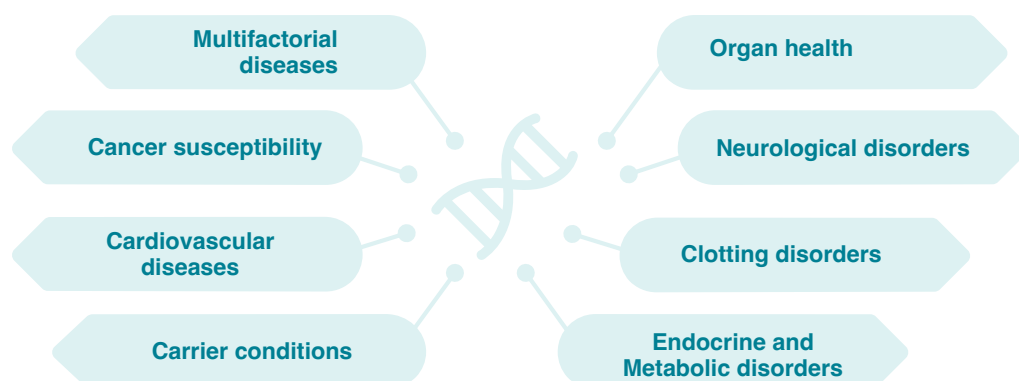 Multifactorial
diseases
Organ health
Cancer susceptibility
Neurological disorders
Cardiovascular
diseases
Clotting disorders
Carrier conditions
Endocrine and
Metabolic disorders